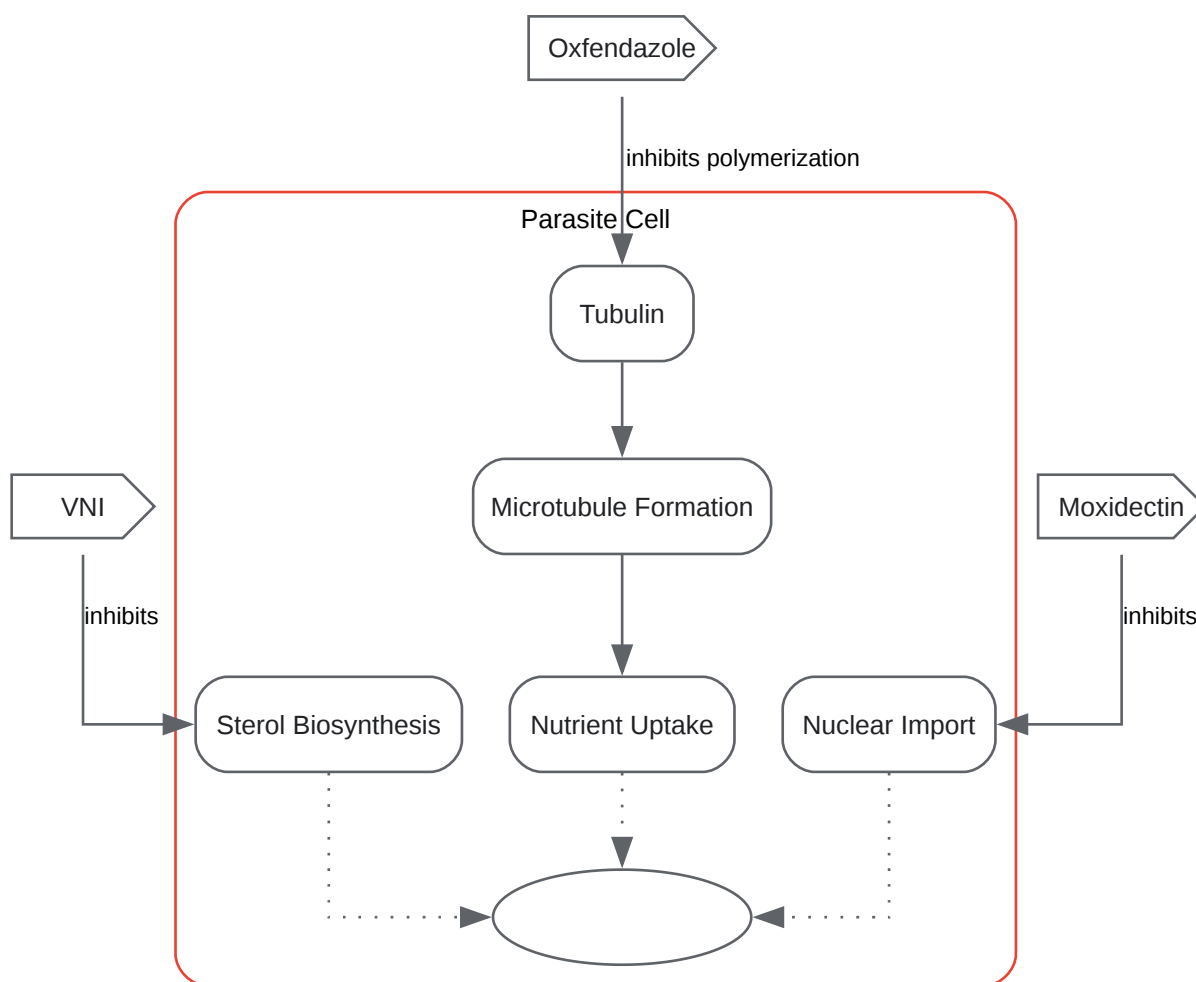 Oxfendazole
inhibits polymerization
Parasite Cell
Tubulin
Microtubule Formation
VNI
Moxidectin
inhibits
inhibits
Sterol Biosynthesis
Nutrient Uptake
Nuclear Import